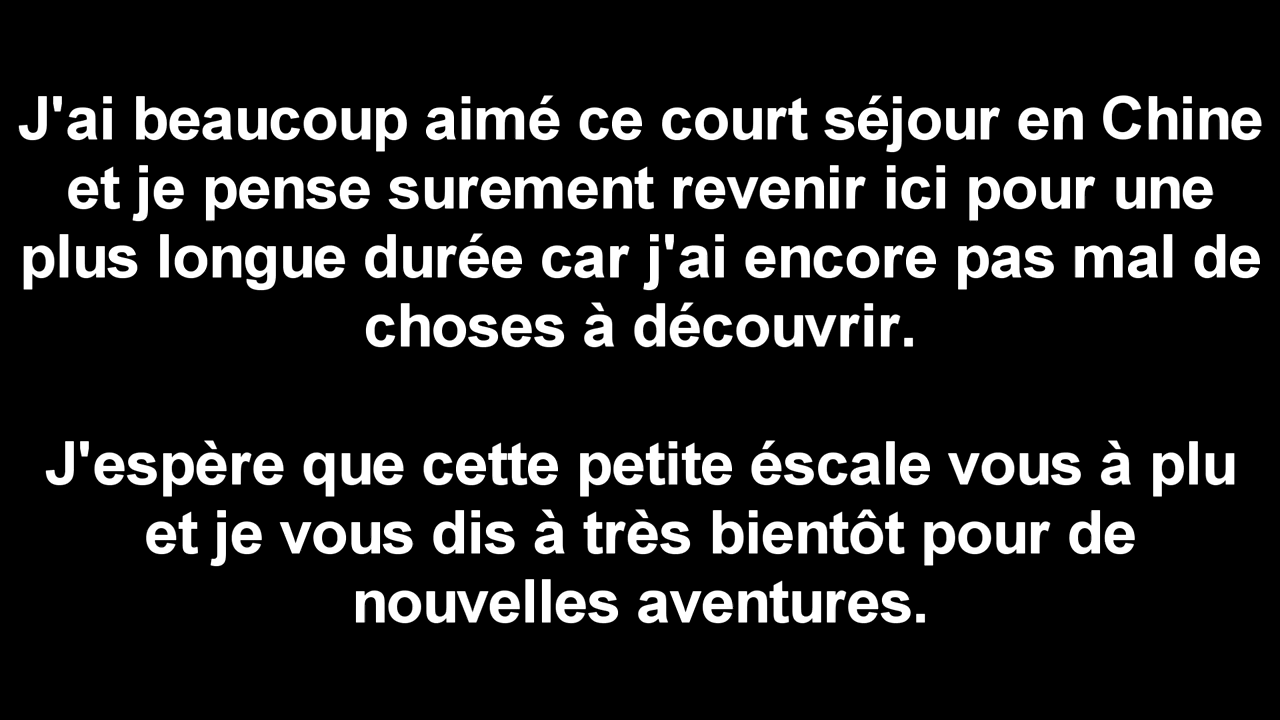 J'ai beaucoup aimé ce court séjour en Chine
et je pense surement revenir ici pour une
plus longue durée car j'ai encore pas mal de
choses à découvrir.
J'espère que cette petite éscale vous à plu
et je vous dis à très bientôt pour de
nouvelles aventures.